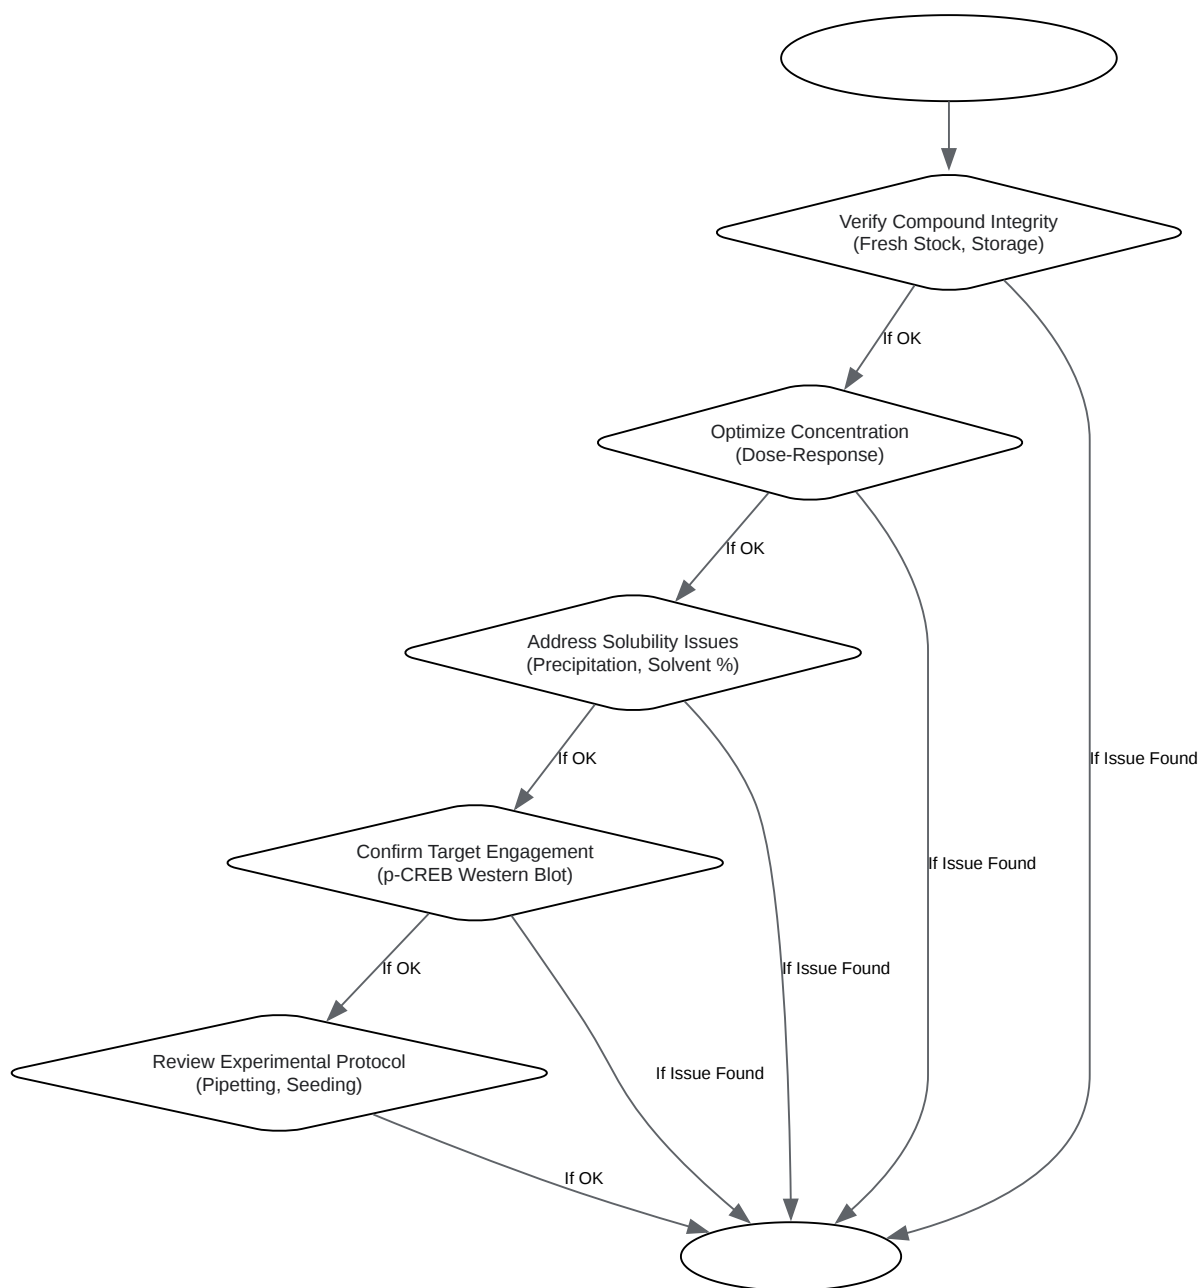 Verify Compound Integrity
(Fresh Stock, Storage)
If OK
Optimize Concentration
(Dose-Response)
If OK
Address Solubility Issues
(Precipitation, Solvent %)
If OK
If Issue Found
Confirm Target Engagement
(p-CREB Western Blot)
If Issue Found
If OK
If Issue Found
Review Experimental Protocol
(Pipetting, Seeding)
If Issue Found
If OK